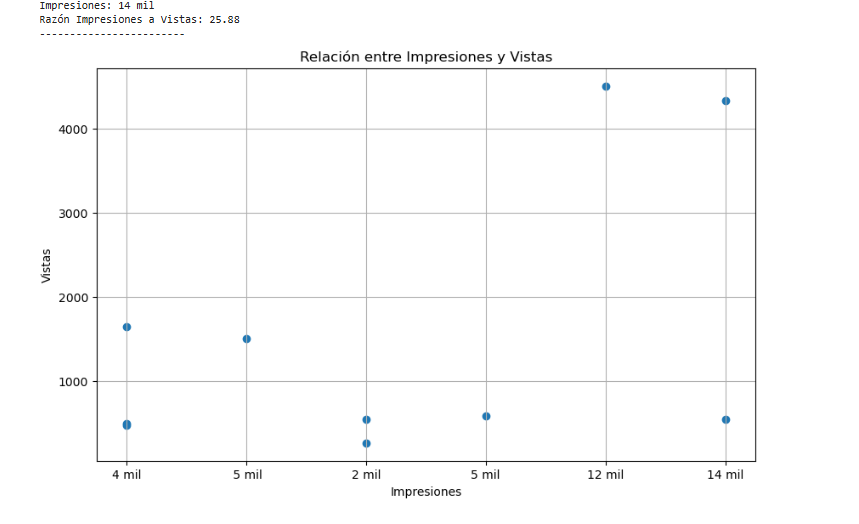 Impresiones: 14 mil
Razón Impresiones a Vistas: 25.88
------------------------
Relación entre Impresiones y Vistas
4000
3000
2000
1000
Vistas
4 mil 5 mil 2 mil 5 mil 12 mil 14 mil
Impresiones